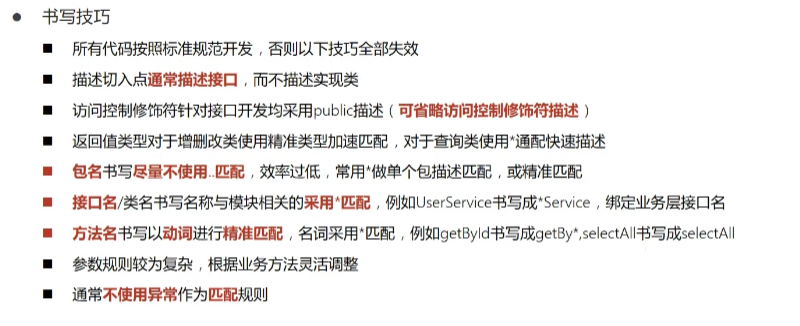 书写技巧
所有代码按照标准规范开发，否则以下技巧全部失效
描述切入点通常描述接口，而不描述实现类
访问控制修饰符针对接口开发均采用public描述（可省略访问控制修饰符描述）
返回值类型对于增删改类使用精准类型加速匹配，对于查询类使用*通配快速描述
包名书写尽量不使用..匹配，效率过低，常用*做单个包描述匹配，或精准匹配
接口名/类名书写名称与模块相关的采用*匹配，例如UserService书写成*Service，绑定业务层接口名
方法名书写以动词进行精准匹配，名词采用*匹配，例如getById书写成getBy*,selectAll书写成selectAll
参数规则较为复杂，根据业务方法灵活调整
通常不使用异常作为匹配规则